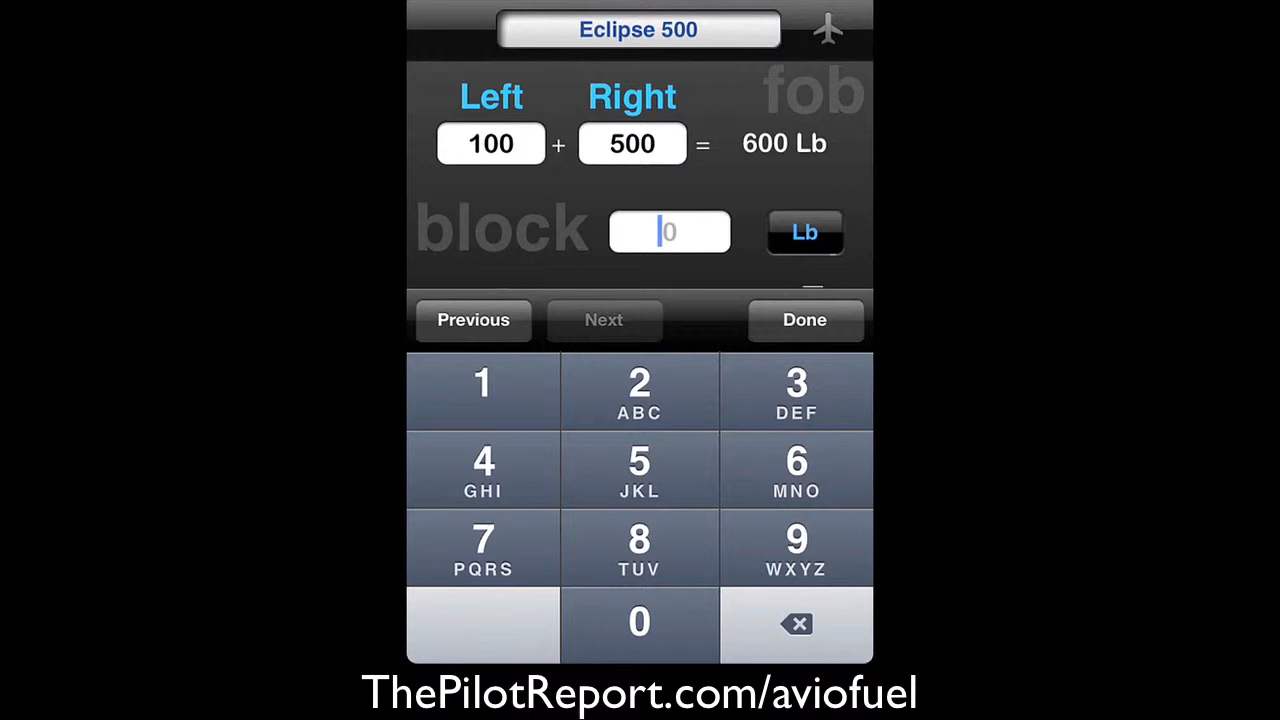 Eclipse 500
fob
Left Right
100 + 500 = 600 Lb
block 0 Lb
Previous Next Done
1 2 ABC 3 DEF
4 GHI 5 JKL 6 MNO
7 PQRS 8 TUV 9 WXYZ
0
ThePilotReport.com/aviofuel